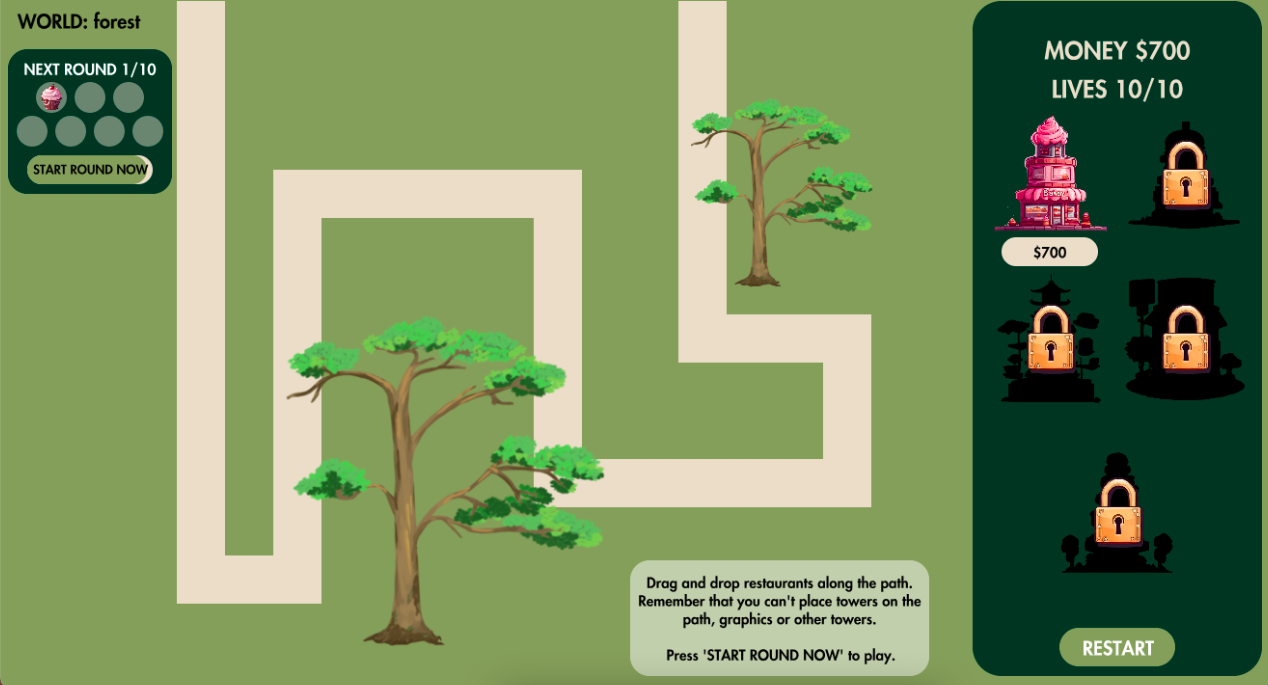 WORLD: forest
NEXT ROUND 1/10
START ROUND NOW
MONEY $700
LIVES 10/10
$700
Drag and drop restaurants along the path.
Remember that you can't place towers on the
path, graphics or other towers.
Press 'START ROUND NOW' to play.
RESTART